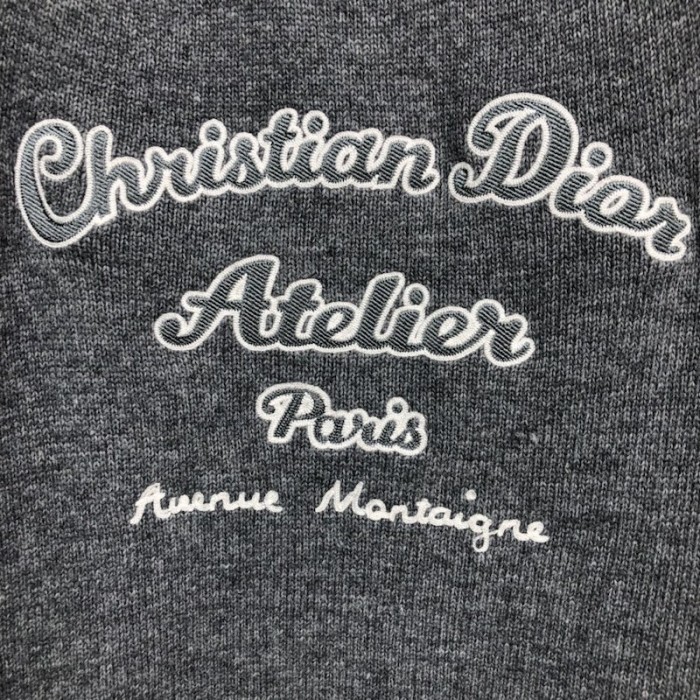 Christian Dior
Atelier
Paris
Avenue Montaigne